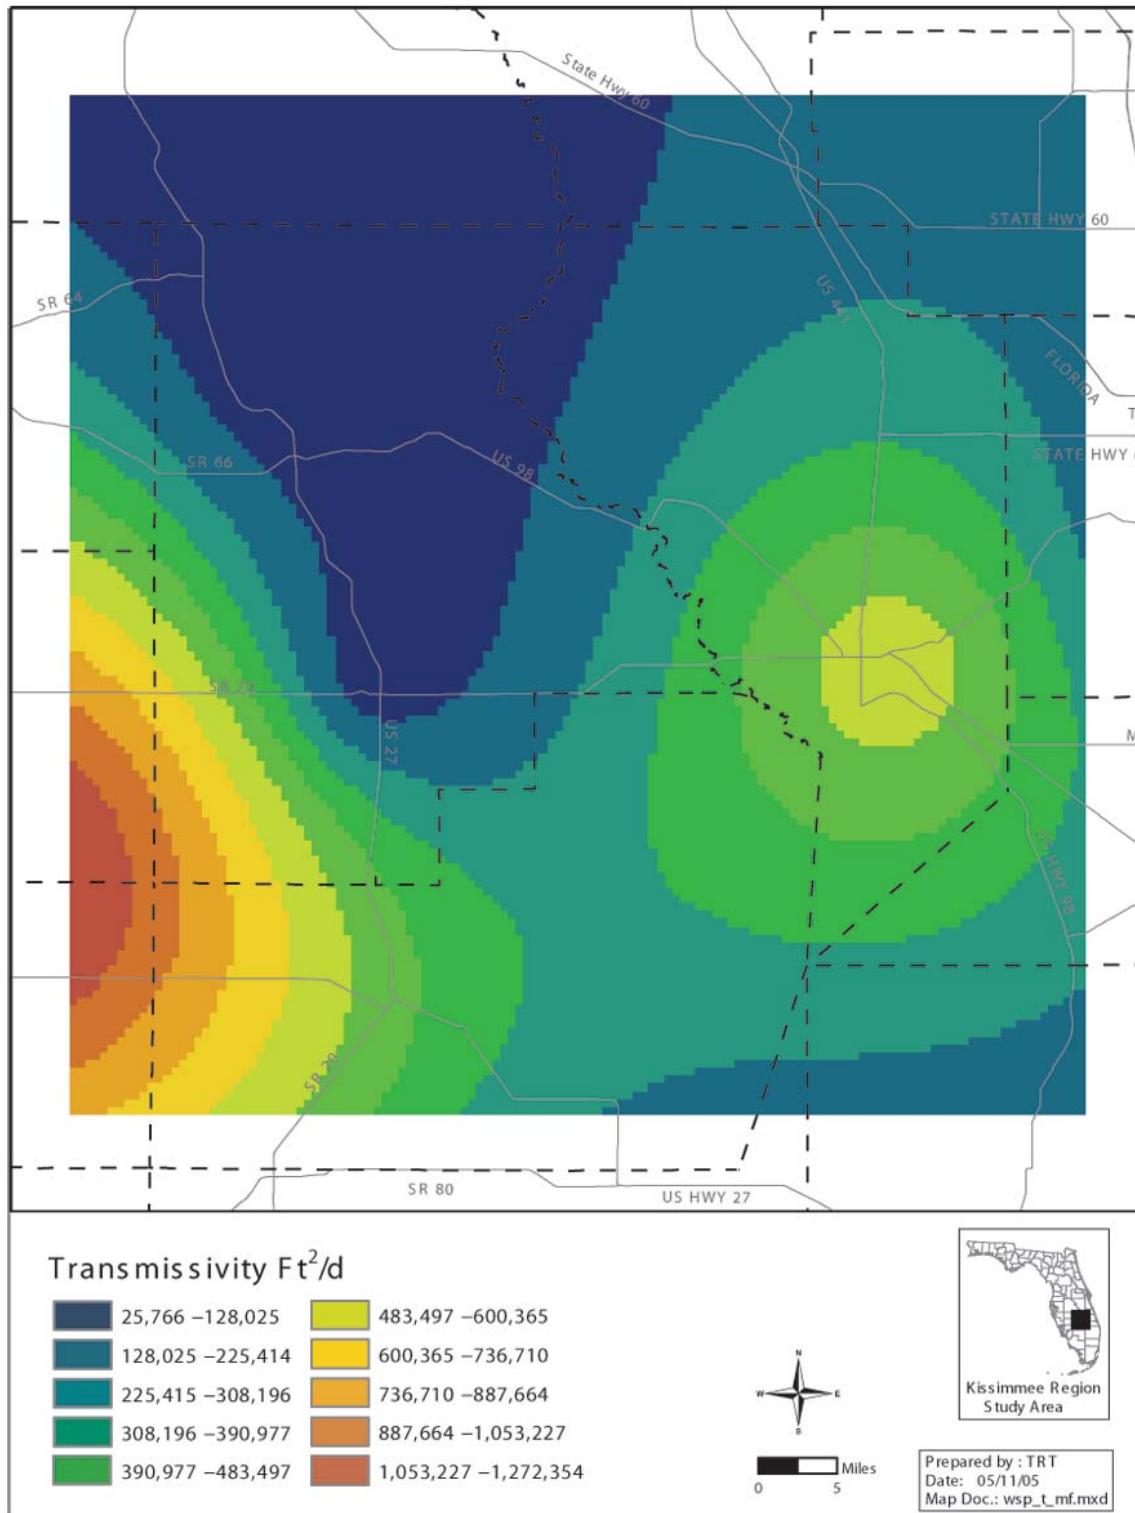 State Hwy 60
STATE HWY 60
SR 64
US 441
FLORIDA
T
STATE HWY
SR 66
US 98
SR 70
US 27
M
US HWY 98
SR 29
SR 80
US HWY 27
Transmissivity Ft²/d
25,766 –128,025
128,025 –225,414
225,415 –308,196
308,196 –390,977
390,977 –483,497
483,497 –600,365
600,365 –736,710
736,710 –887,664
887,664 –1,053,227
1,053,227 –1,272,354
N
W
E
S
Miles
0
5
Kissimmee Region
Study Area
Prepared by : TRT
Date: 05/11/05
Map Doc.: wsp_t_mf.mxd